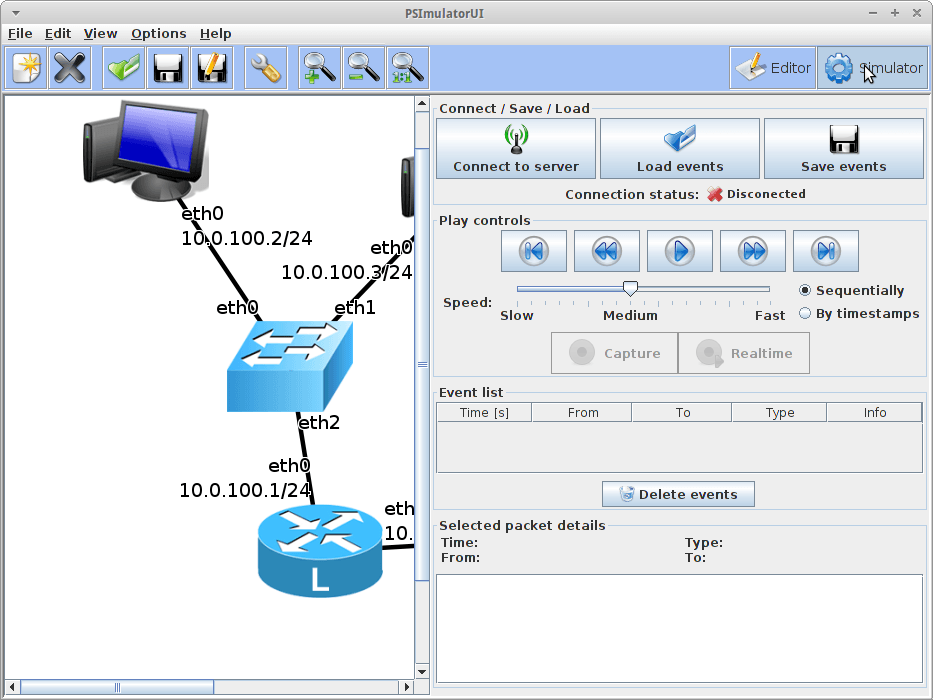 PSImulatorUI
File Edit View Options Help
1:1
Editor
Simulator
eth0
10.0.100.2/24
eth0
10.0.100.3/24
eth0
eth1
eth2
eth0
10.0.100.1/24
eth
10.
L
Connect / Save / Load
Connect to server
Load events
Save events
Connection status: Disconected
Play controls
Speed:
Slow Medium Fast
Sequentially
By timestamps
Capture
Realtime
Event list
Time [s] From To Type Info
Delete events
Selected packet details
Time: Type:
From: To: